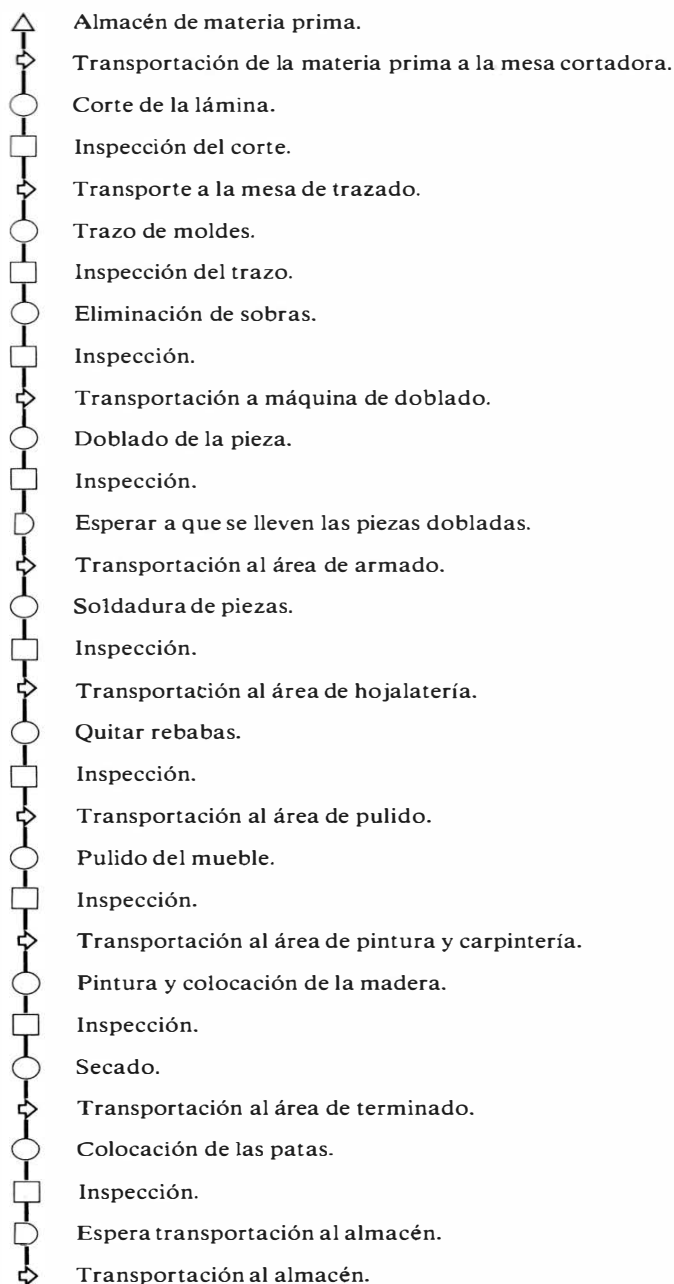 Almacén de materia prima.
Transportación de la materia prima a la mesa cortadora.
Corte de la lámina.
Inspección del corte.
Transporte a la mesa de trazado.
Trazo de moldes.
Inspección del trazo.
Eliminación de sobras.
Inspección.
Transportación a máquina de doblado.
Doblado de la pieza.
Inspección.
Esperar a que se lleven las piezas dobladas.
Transportación al área de armado.
Soldadura de piezas.
Inspección.
Transportación al área de hojalatería.
Quitar rebabas.
Inspección.
Transportación al área de pulido.
Pulido del mueble.
Inspección.
Transportación al área de pintura y carpintería.
Pintura y colocación de la madera.
Inspección.
Secado.
Transportación al área de terminado.
Colocación de las patas.
Inspección.
Espera transportación al almacén.
Transportación al almacén.